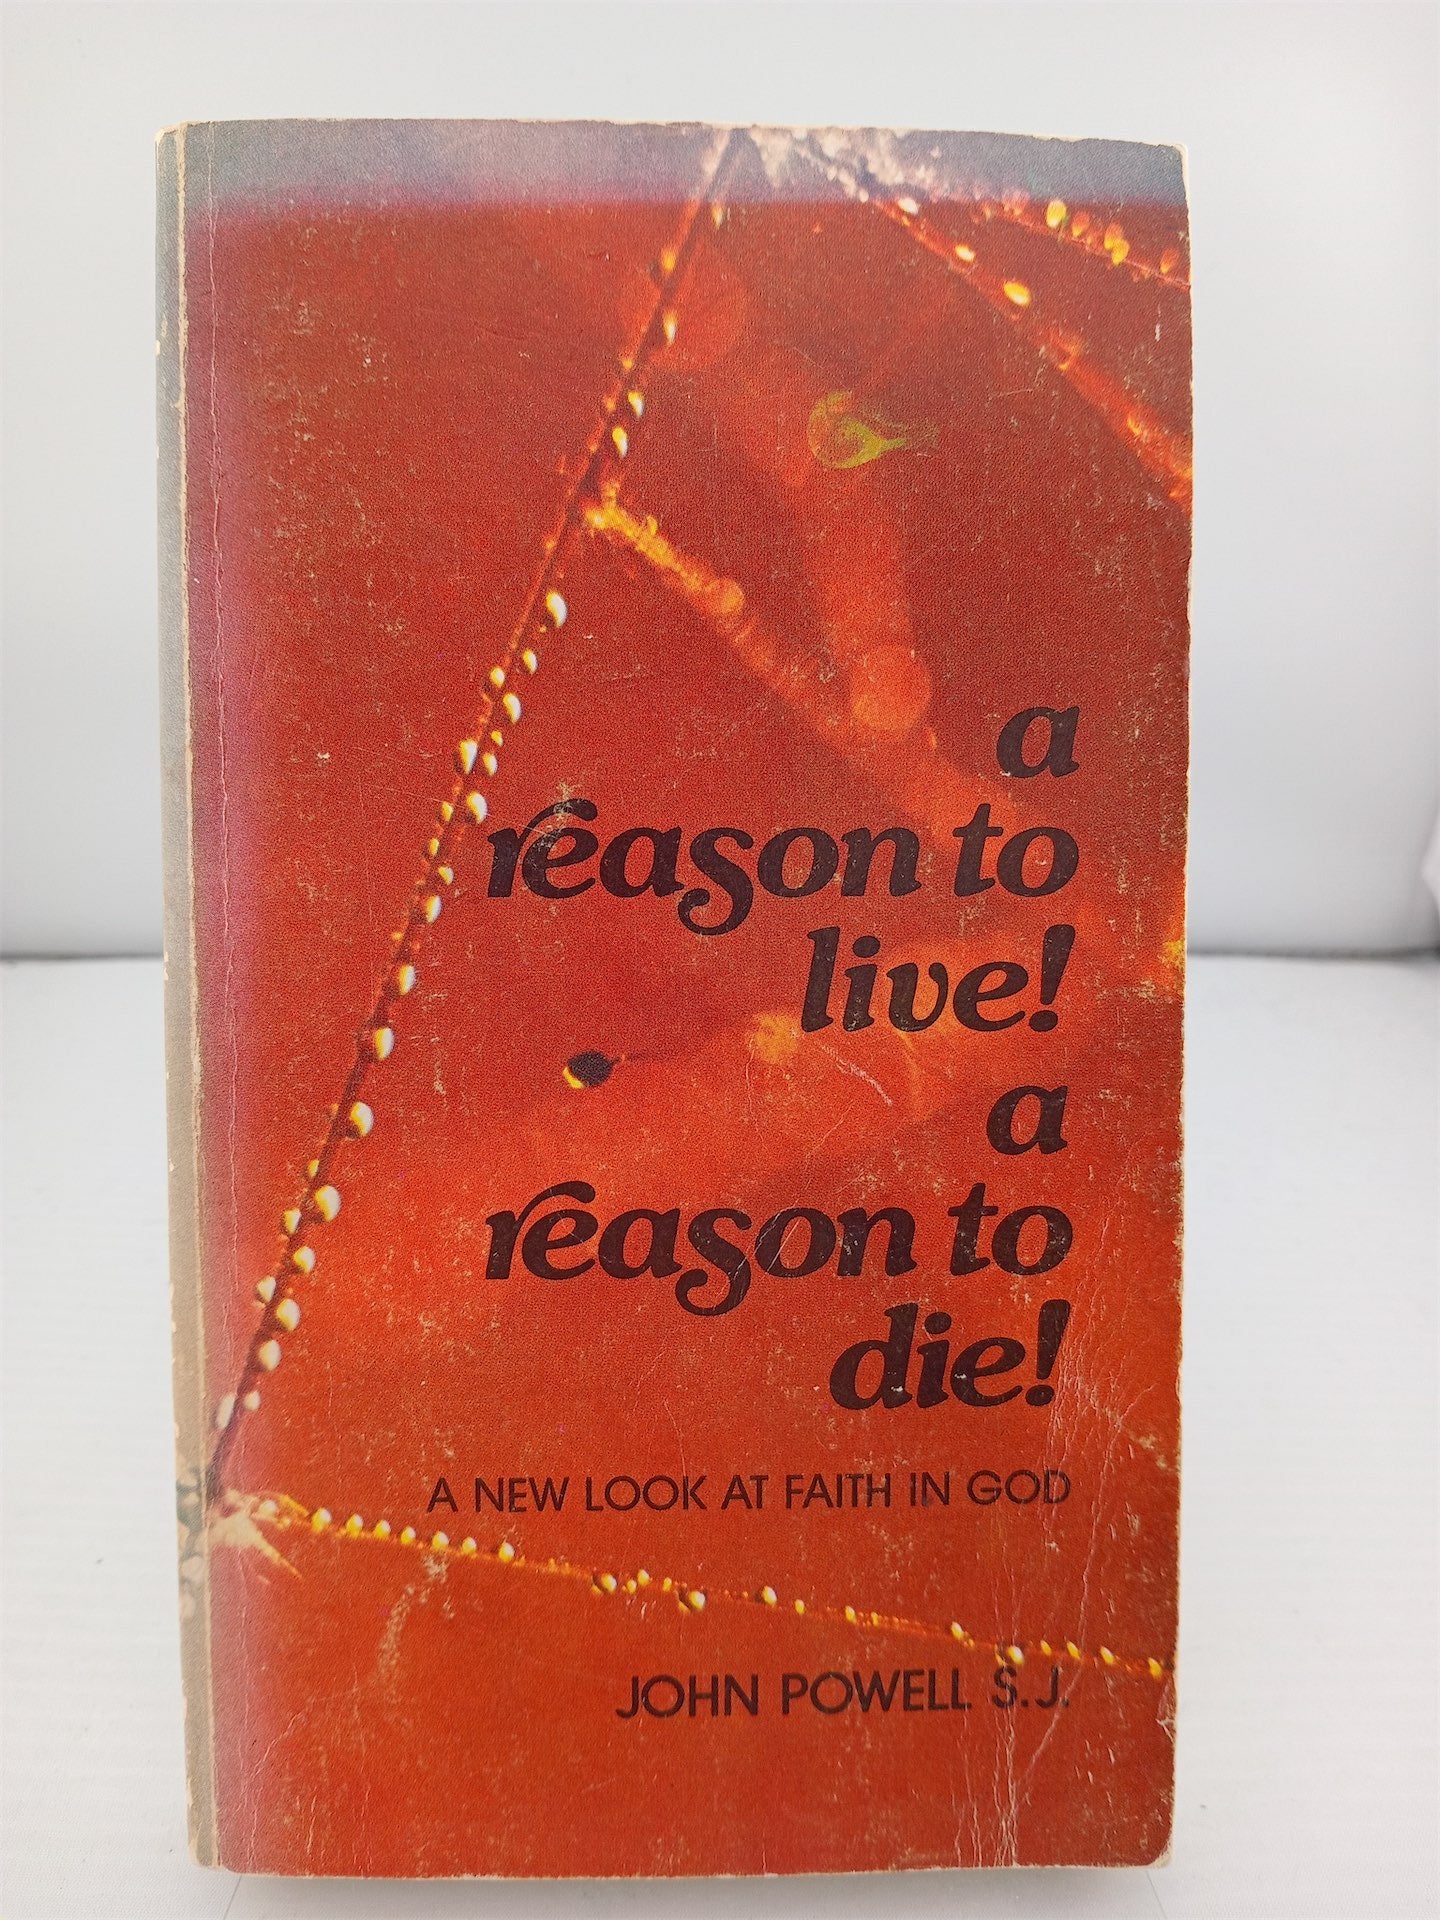 a
reason to
live!
a
reason to
die!
A NEW LOOK AT FAITH IN GOD
JOHN POWELL S.J.